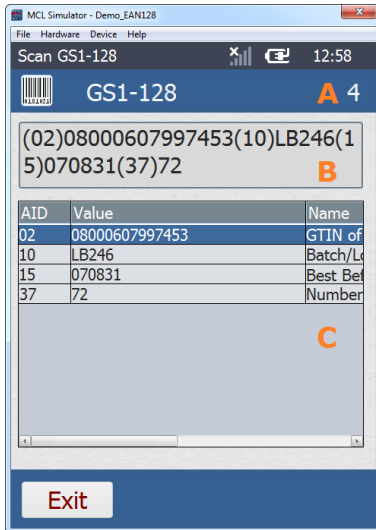 MCL Simulator - Demo_EAN128
File Hardware Device Help
Scan GS1-128 12:58
GS1-128 A 4
(02)08000607997453(10)LB246(1
5)070831(37)72
B
AID Value Name
02 08000607997453 GTIN of
10 LB246 Batch/Lo
15 070831 Best Bef
37 72 Number
C
Exit